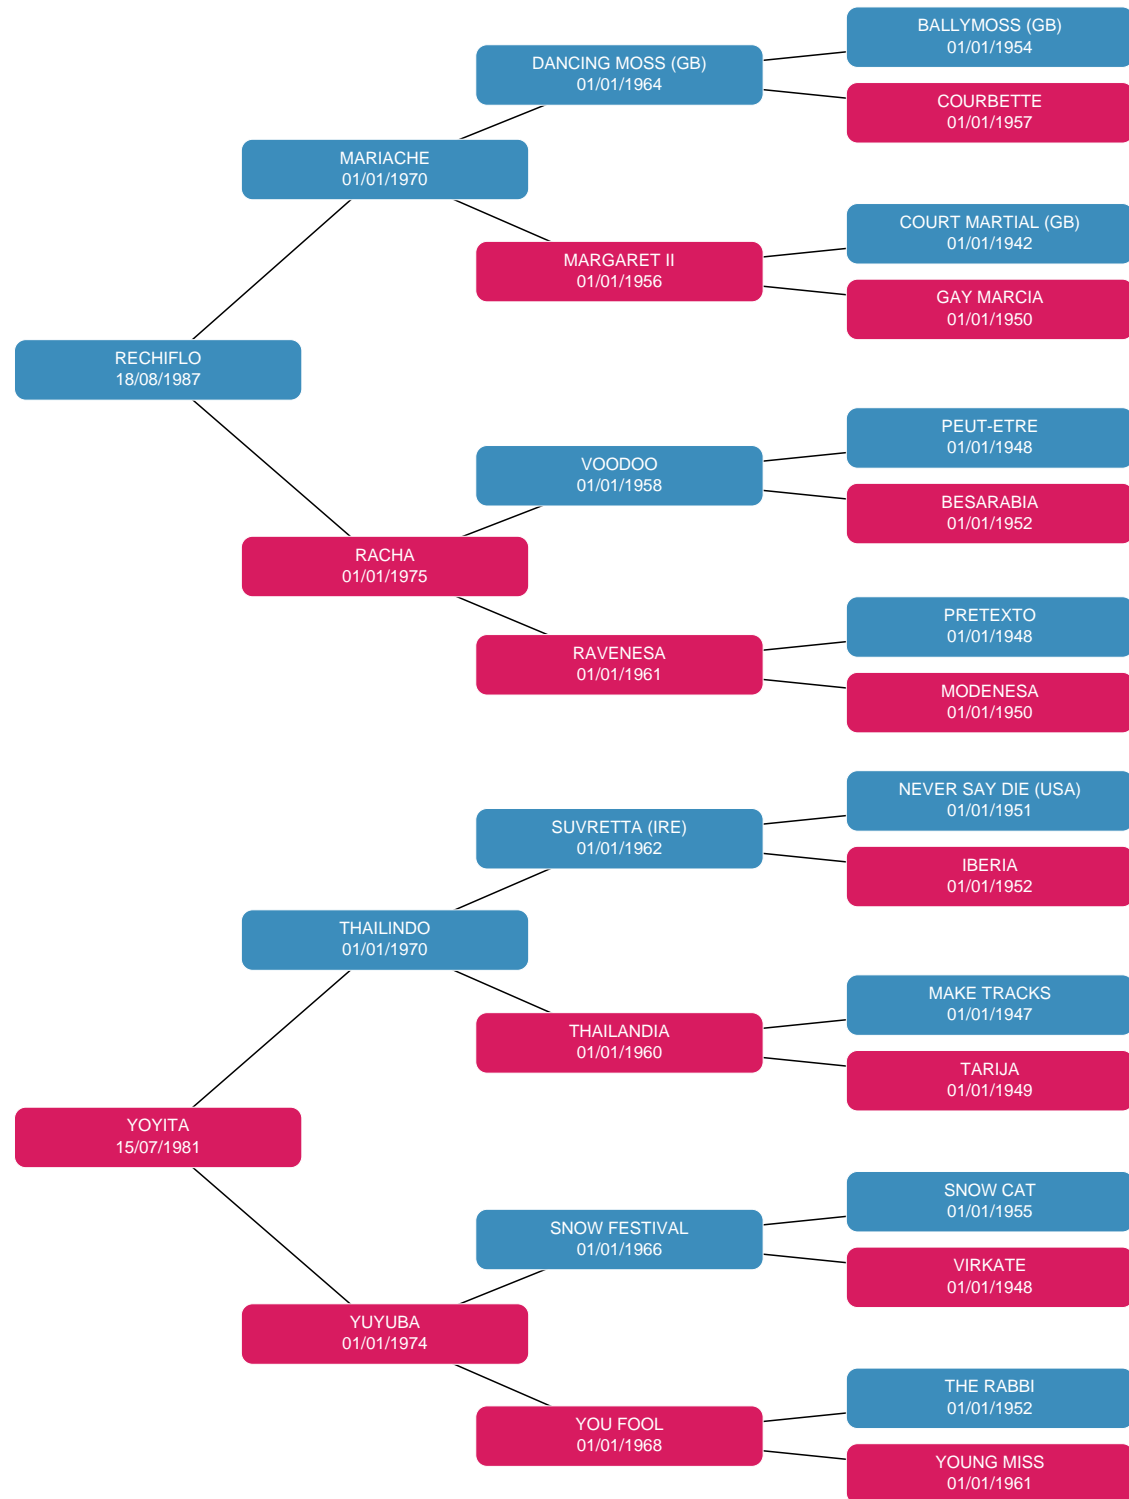 BALLYMOSS (GB)
01/01/1954
DANCING MOSS (GB)
01/01/1964
COURBETTE
01/01/1957
MARIACHE
01/01/1970
COURT MARTIAL (GB)
01/01/1942
MARGARET II
01/01/1956
GAY MARCIA
01/01/1950
RECHIFLO
18/08/1987
PEUT-ETRE
01/01/1948
VOODOO
01/01/1958
BESARABIA
01/01/1952
RACHA
01/01/1975
PRETEXTO
01/01/1948
RAVENESA
01/01/1961
MODENESA
01/01/1950
NEVER SAY DIE (USA)
01/01/1951
SUVRETTA (IRE)
01/01/1962
IBERIA
01/01/1952
THAILINDO
01/01/1970
MAKE TRACKS
01/01/1947
THAILANDIA
01/01/1960
TARIJA
01/01/1949
YOYITA
15/07/1981
SNOW CAT
01/01/1955
SNOW FESTIVAL
01/01/1966
VIRKATE
01/01/1948
YUYUBA
01/01/1974
THE RABBI
01/01/1952
YOU FOOL
01/01/1968
YOUNG MISS
01/01/1961